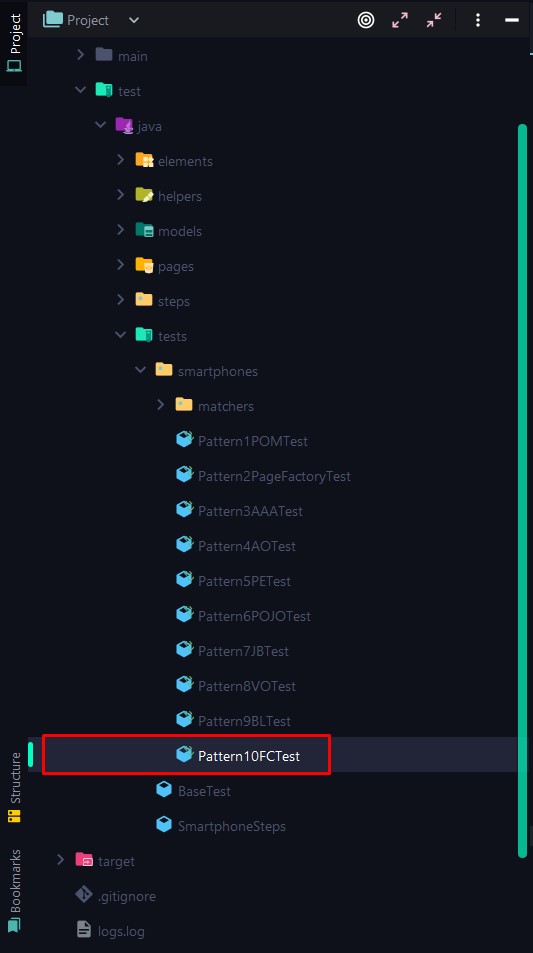 Project
Project
main
test
java
elements
helpers
models
pages
steps
tests
smartphones
matchers
Pattern1POMTest
Pattern2PageFactoryTest
Pattern3AAATest
Pattern4AOTest
Pattern5PETest
Pattern6POJOTest
Pattern7JBTest
Pattern8VOTest
Pattern9BLTest
Pattern10FCTest
BaseTest
SmartphoneSteps
target
.gitignore
logs.log
Structure
Bookmarks